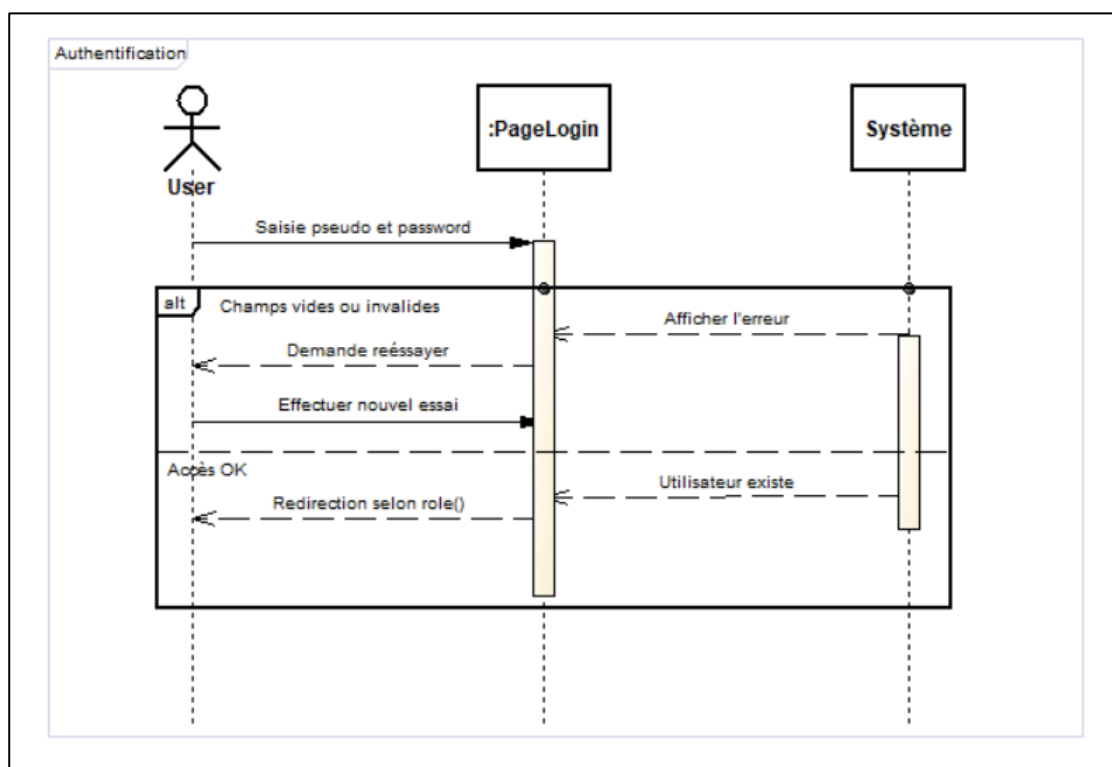 Authentification
User
:PageLogin
Système
Saisie pseudo et password
alt
Champs vides ou invalides
Afficher l'erreur
Demande reéssayer
Effectuer nouvel essai
Accès OK
Utilisateur existe
Redirection selon role()